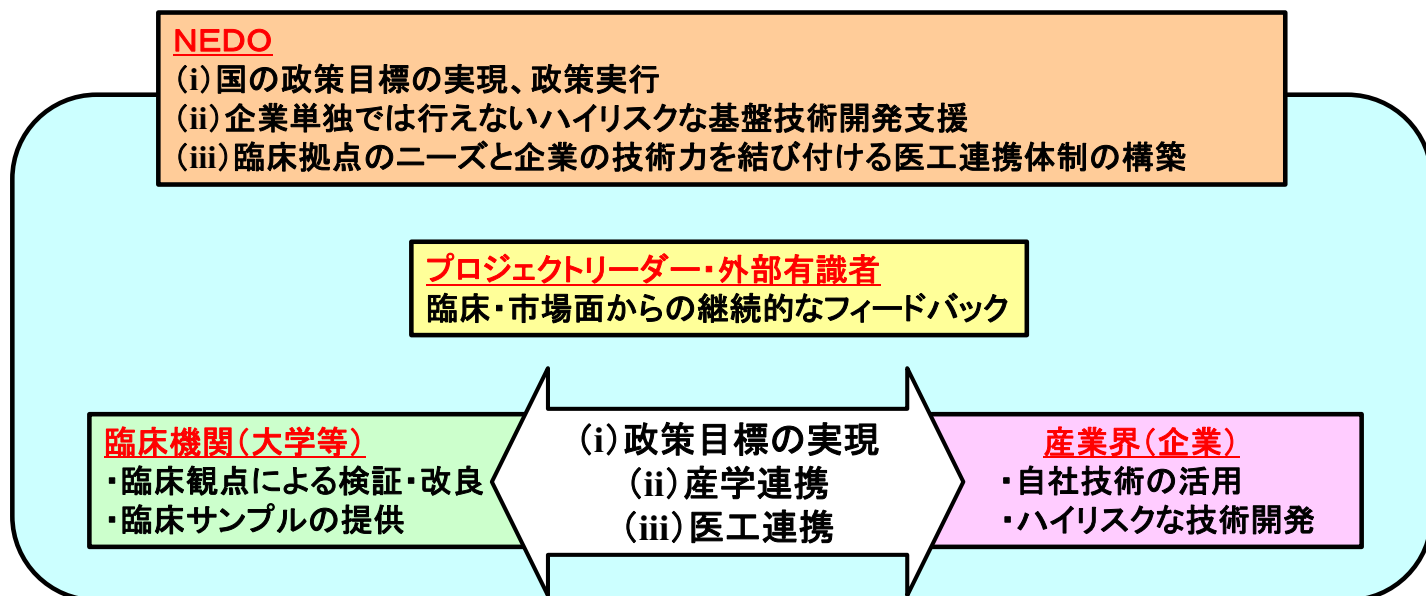 NEDO
(i)国の政策目標の実現、政策実行
(ii)企業単独では行えないハイリスクな基盤技術開発支援
(iii)臨床拠点のニーズと企業の技術力を結び付ける医工連携体制の構築
プロジェクトリーダー・外部有識者
臨床・市場面からの継続的なフィードバック
臨床機関(大学等)
・臨床観点による検証・改良
・臨床サンプルの提供
(i)政策目標の実現
(ii)産学連携
(iii)医工連携
産業界(企業)
・自社技術の活用
・ハイリスクな技術開発